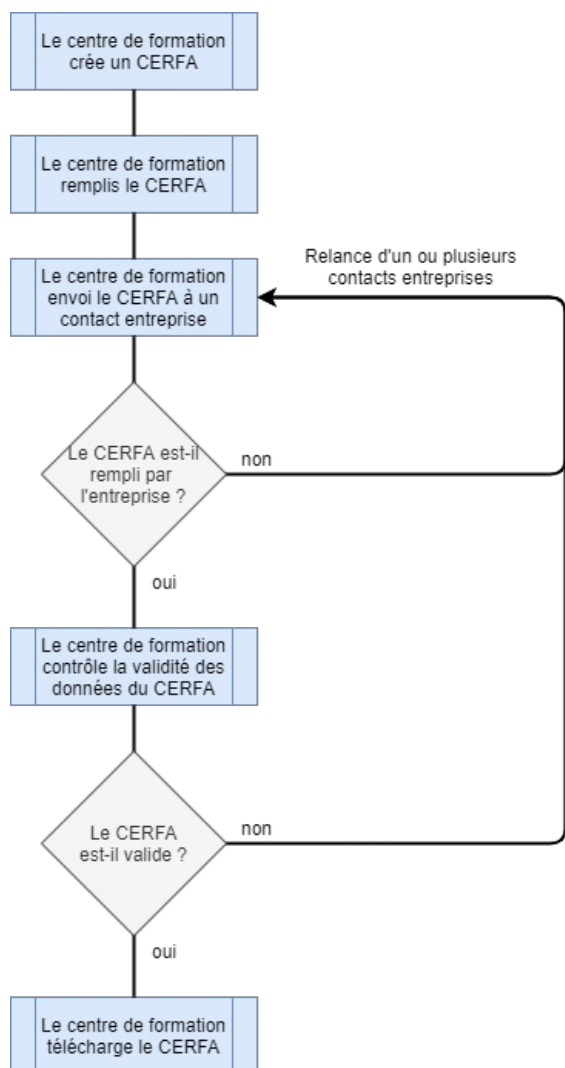 Le centre de formation
crée un CERFA
Le centre de formation
remplis le CERFA
Le centre de formation
envoi le CERFA à un
contact entreprise
Relance d'un ou plusieurs
contacts entreprises
Le CERFA est-il
rempli par
l'entreprise ?
non
oui
Le centre de formation
contrôle la validité des
données du CERFA
Le CERFA
est-il valide ?
non
oui
Le centre de formation
télécharge le CERFA